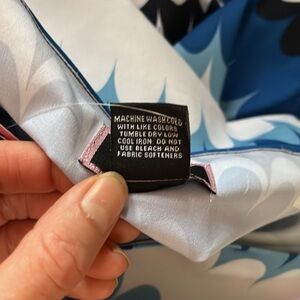 MACHINE WASH COLD
WITH LIKE COLORS
TUMBLE DRY LOW
COOL IRON. DO NOT
USE BLEACH AND
FABRIC SOFTENERS